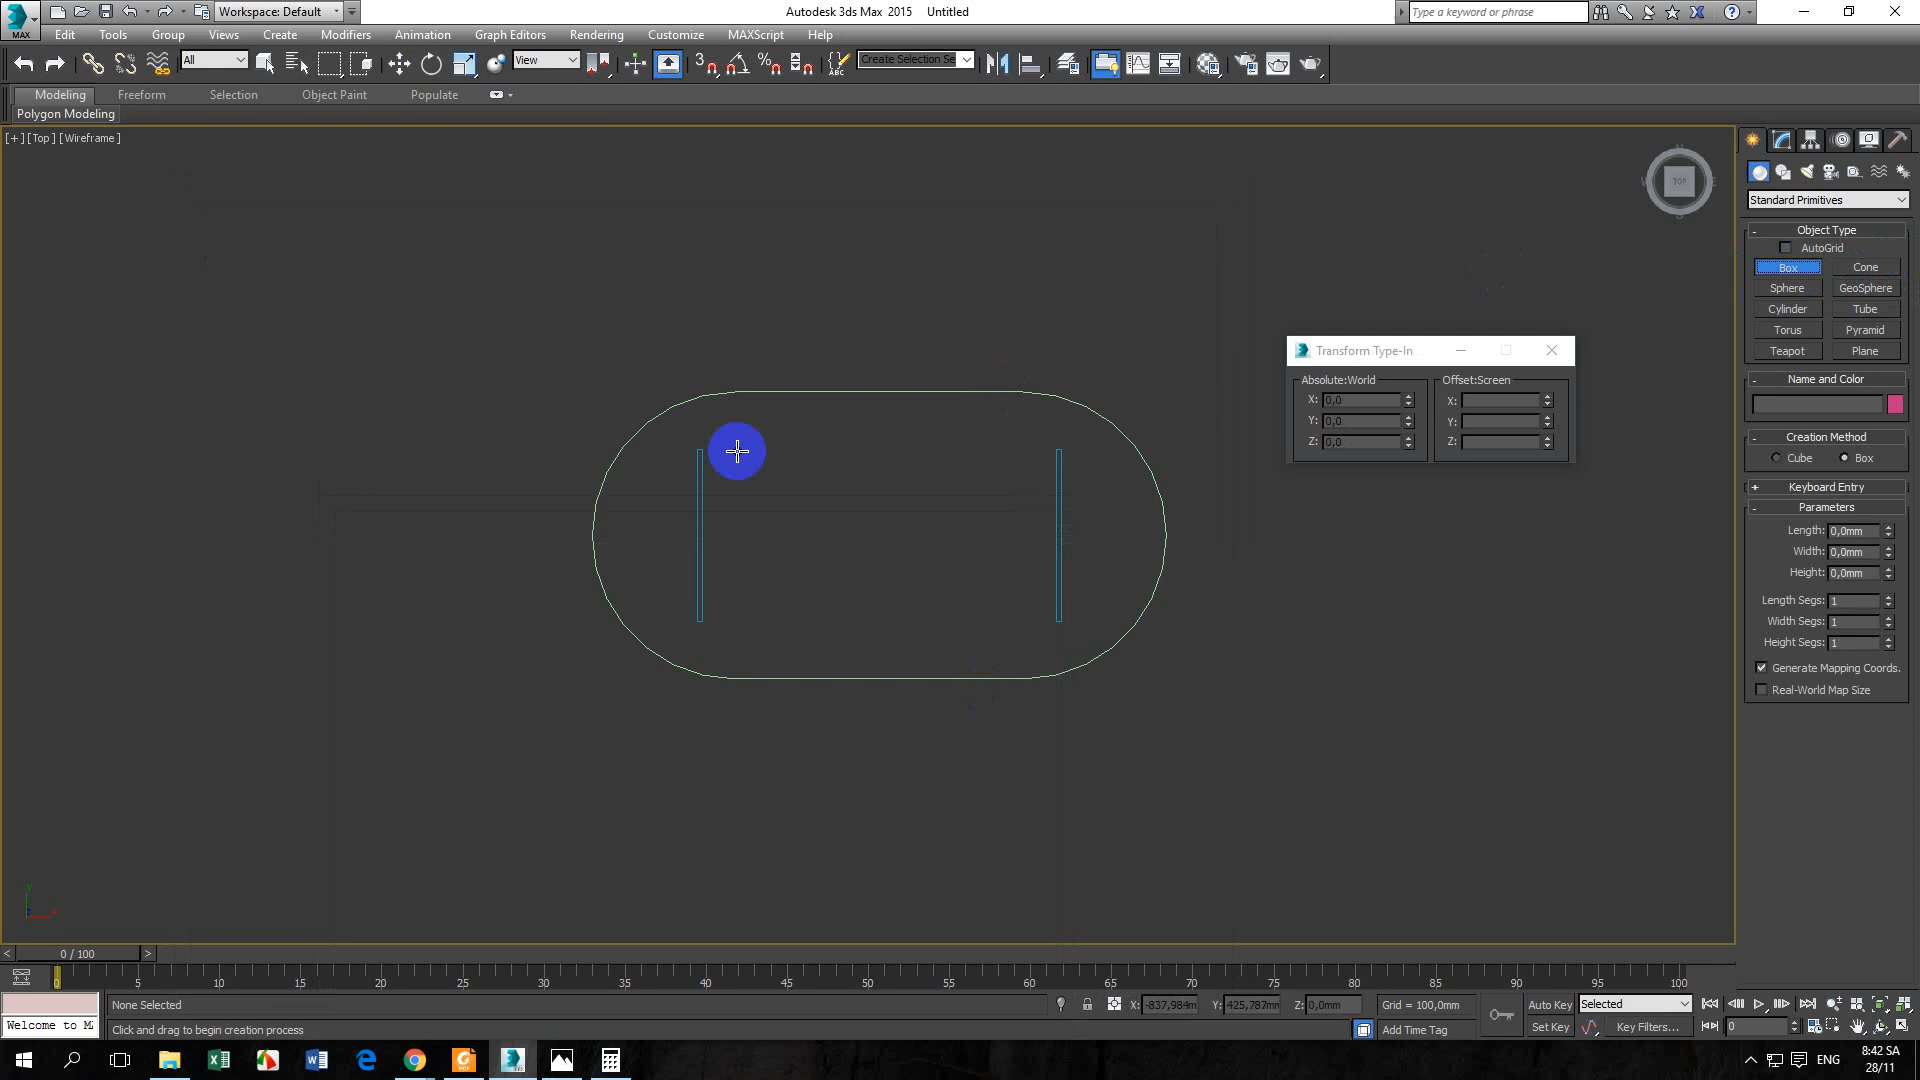 Workspace: Default
Autodesk 3ds Max 2015 Untitled
Type a keyword or phrase
MAX
Edit Tools Group Views Create Modifiers Animation Graph Editors Rendering Customize MAXScript Help
All
View
3
ABC
Create Selection Se
Modeling Freeform Selection Object Paint Populate
Polygon Modeling
[+] [Top] [Wireframe]
TOP
Standard Primitives
- Object Type
AutoGrid
Box Cone
Sphere GeoSphere
Cylinder Tube
Torus Pyramid
Teapot Plane
- Name and Color
- Creation Method
Cube Box
+ Keyboard Entry
- Parameters
Length: 0,0mm
Width: 0,0mm
Height: 0,0mm
Length Segs: 1
Width Segs: 1
Height Segs: 1
Generate Mapping Coords.
Real-World Map Size
Transform Type-In
Absolute:World Offset:Screen
X: 0,0 X:
Y: 0,0 Y:
Z: 0,0 Z:
y
x
< 0 / 100 >
0 5 10 15 20 25 30 35 40 45 50 55 60 65 70 75 80 85 90 95 100
None Selected
X: -837,984m Y: 425,787mm Z: 0,0mm Grid = 100,0mm
Auto Key Selected
Welcome to M
Click and drag to begin creation process
Add Time Tag
Set Key Key Filters... 0
ENG
8:42 SA
28/11